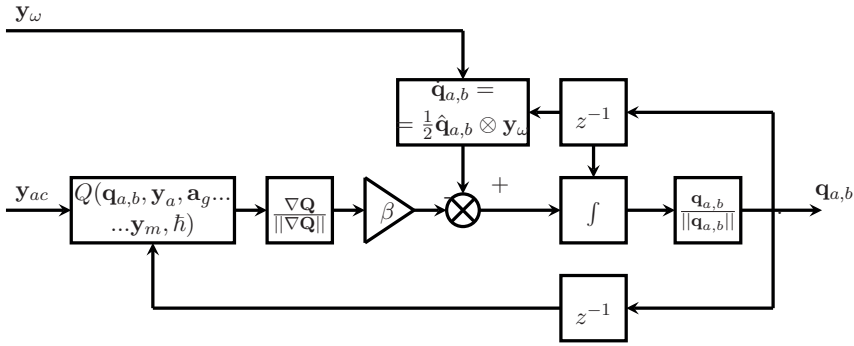 𝐲_ω
𝐪̇_{a,b} =
= ½ 𝐪̂_{a,b} ⊗ 𝐲_ω
z⁻¹
𝐲_{ac}
Q(𝐪_{a,b}, 𝐲_a, 𝐚_g...
...𝐲_m, ħ)
∇𝐐
||∇𝐐||
β
-
+
∫
𝐪_{a,b}
||𝐪_{a,b}||
𝐪_{a,b}
z⁻¹